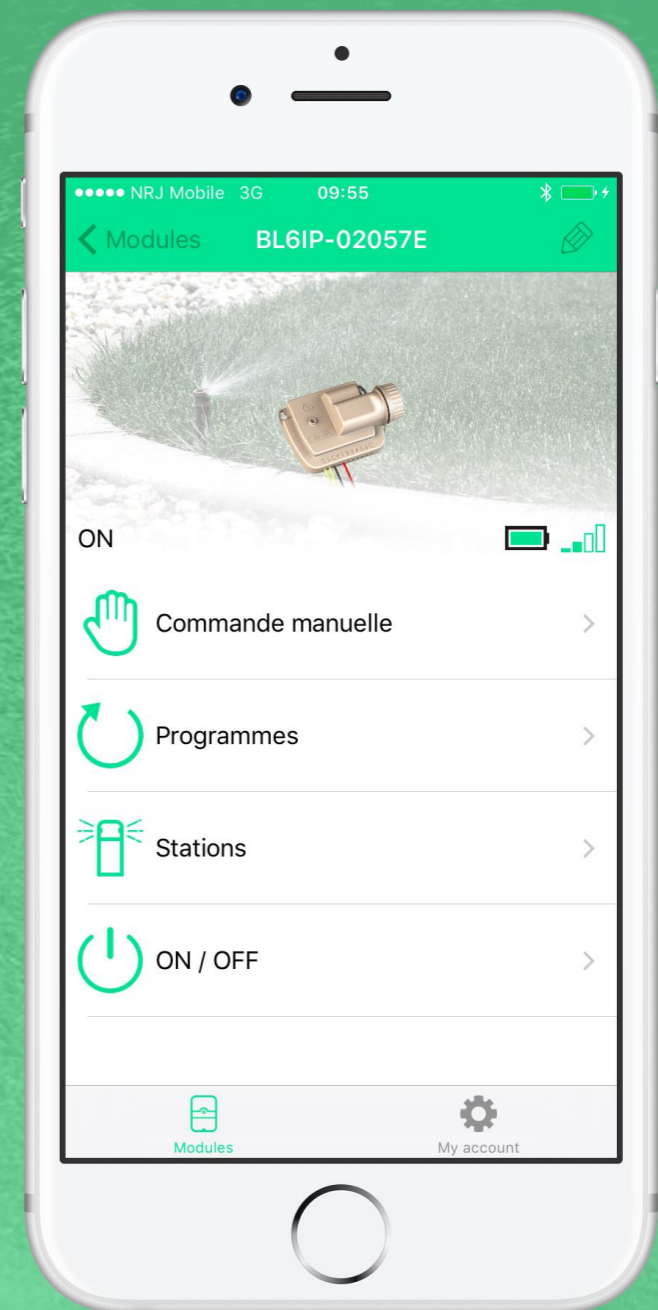 NRJ Mobile 3G 09:55
Modules BL6IP-02057E
ON
Commande manuelle
Programmes
Stations
ON / OFF
Modules My account